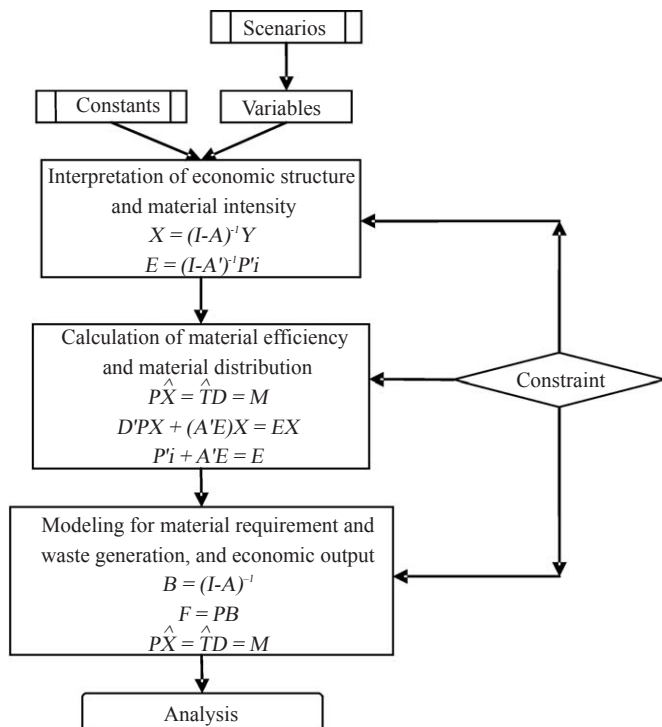 Scenarios
Constants
Variables
Interpretation of economic structure
and material intensity
X = (I-A)⁻¹Y
E = (I-A')⁻¹P'i
Calculation of material efficiency
and material distribution
PX̂ = T̂D = M
D'PX + (A'E)X = EX
P'i + A'E = E
Constraint
Modeling for material requirement and
waste generation, and economic output
B = (I-A)⁻¹
F = PB
PX̂ = T̂D = M
Analysis